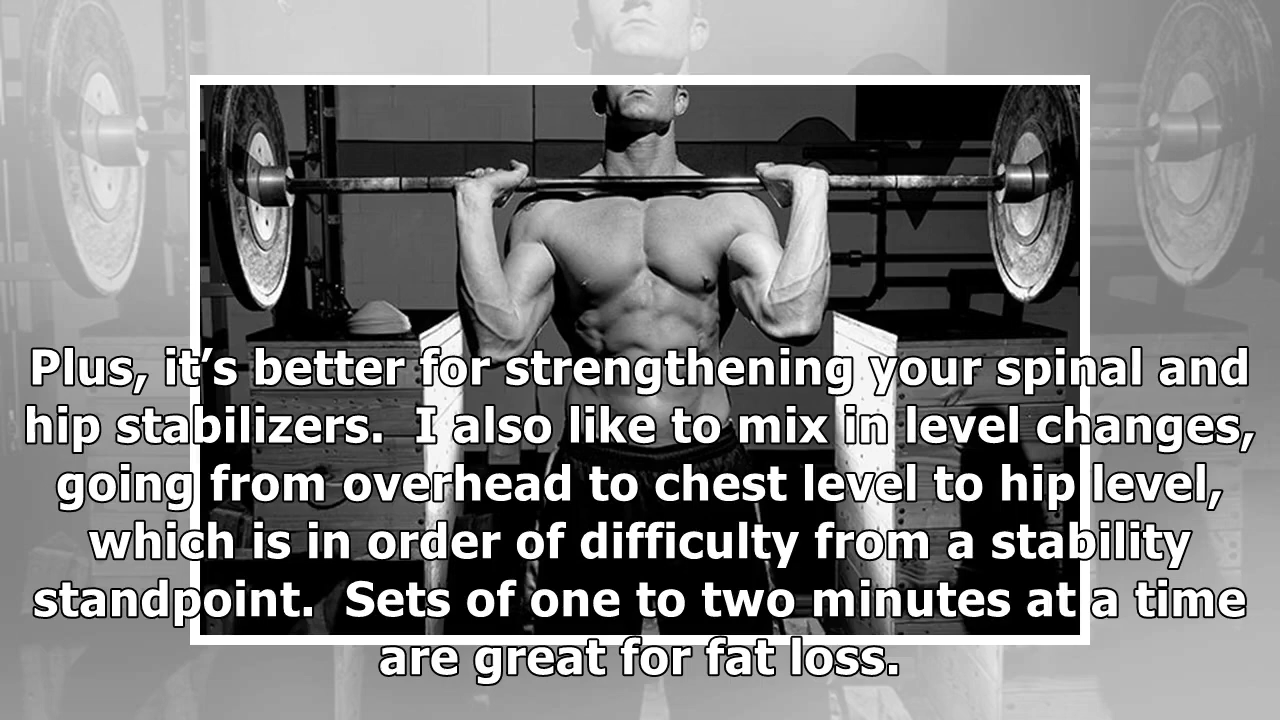 Plus, it’s better for strengthening your spinal and
hip stabilizers.  I also like to mix in level changes,
going from overhead to chest level to hip level,
which is in order of difficulty from a stability
standpoint.  Sets of one to two minutes at a time
are great for fat loss.